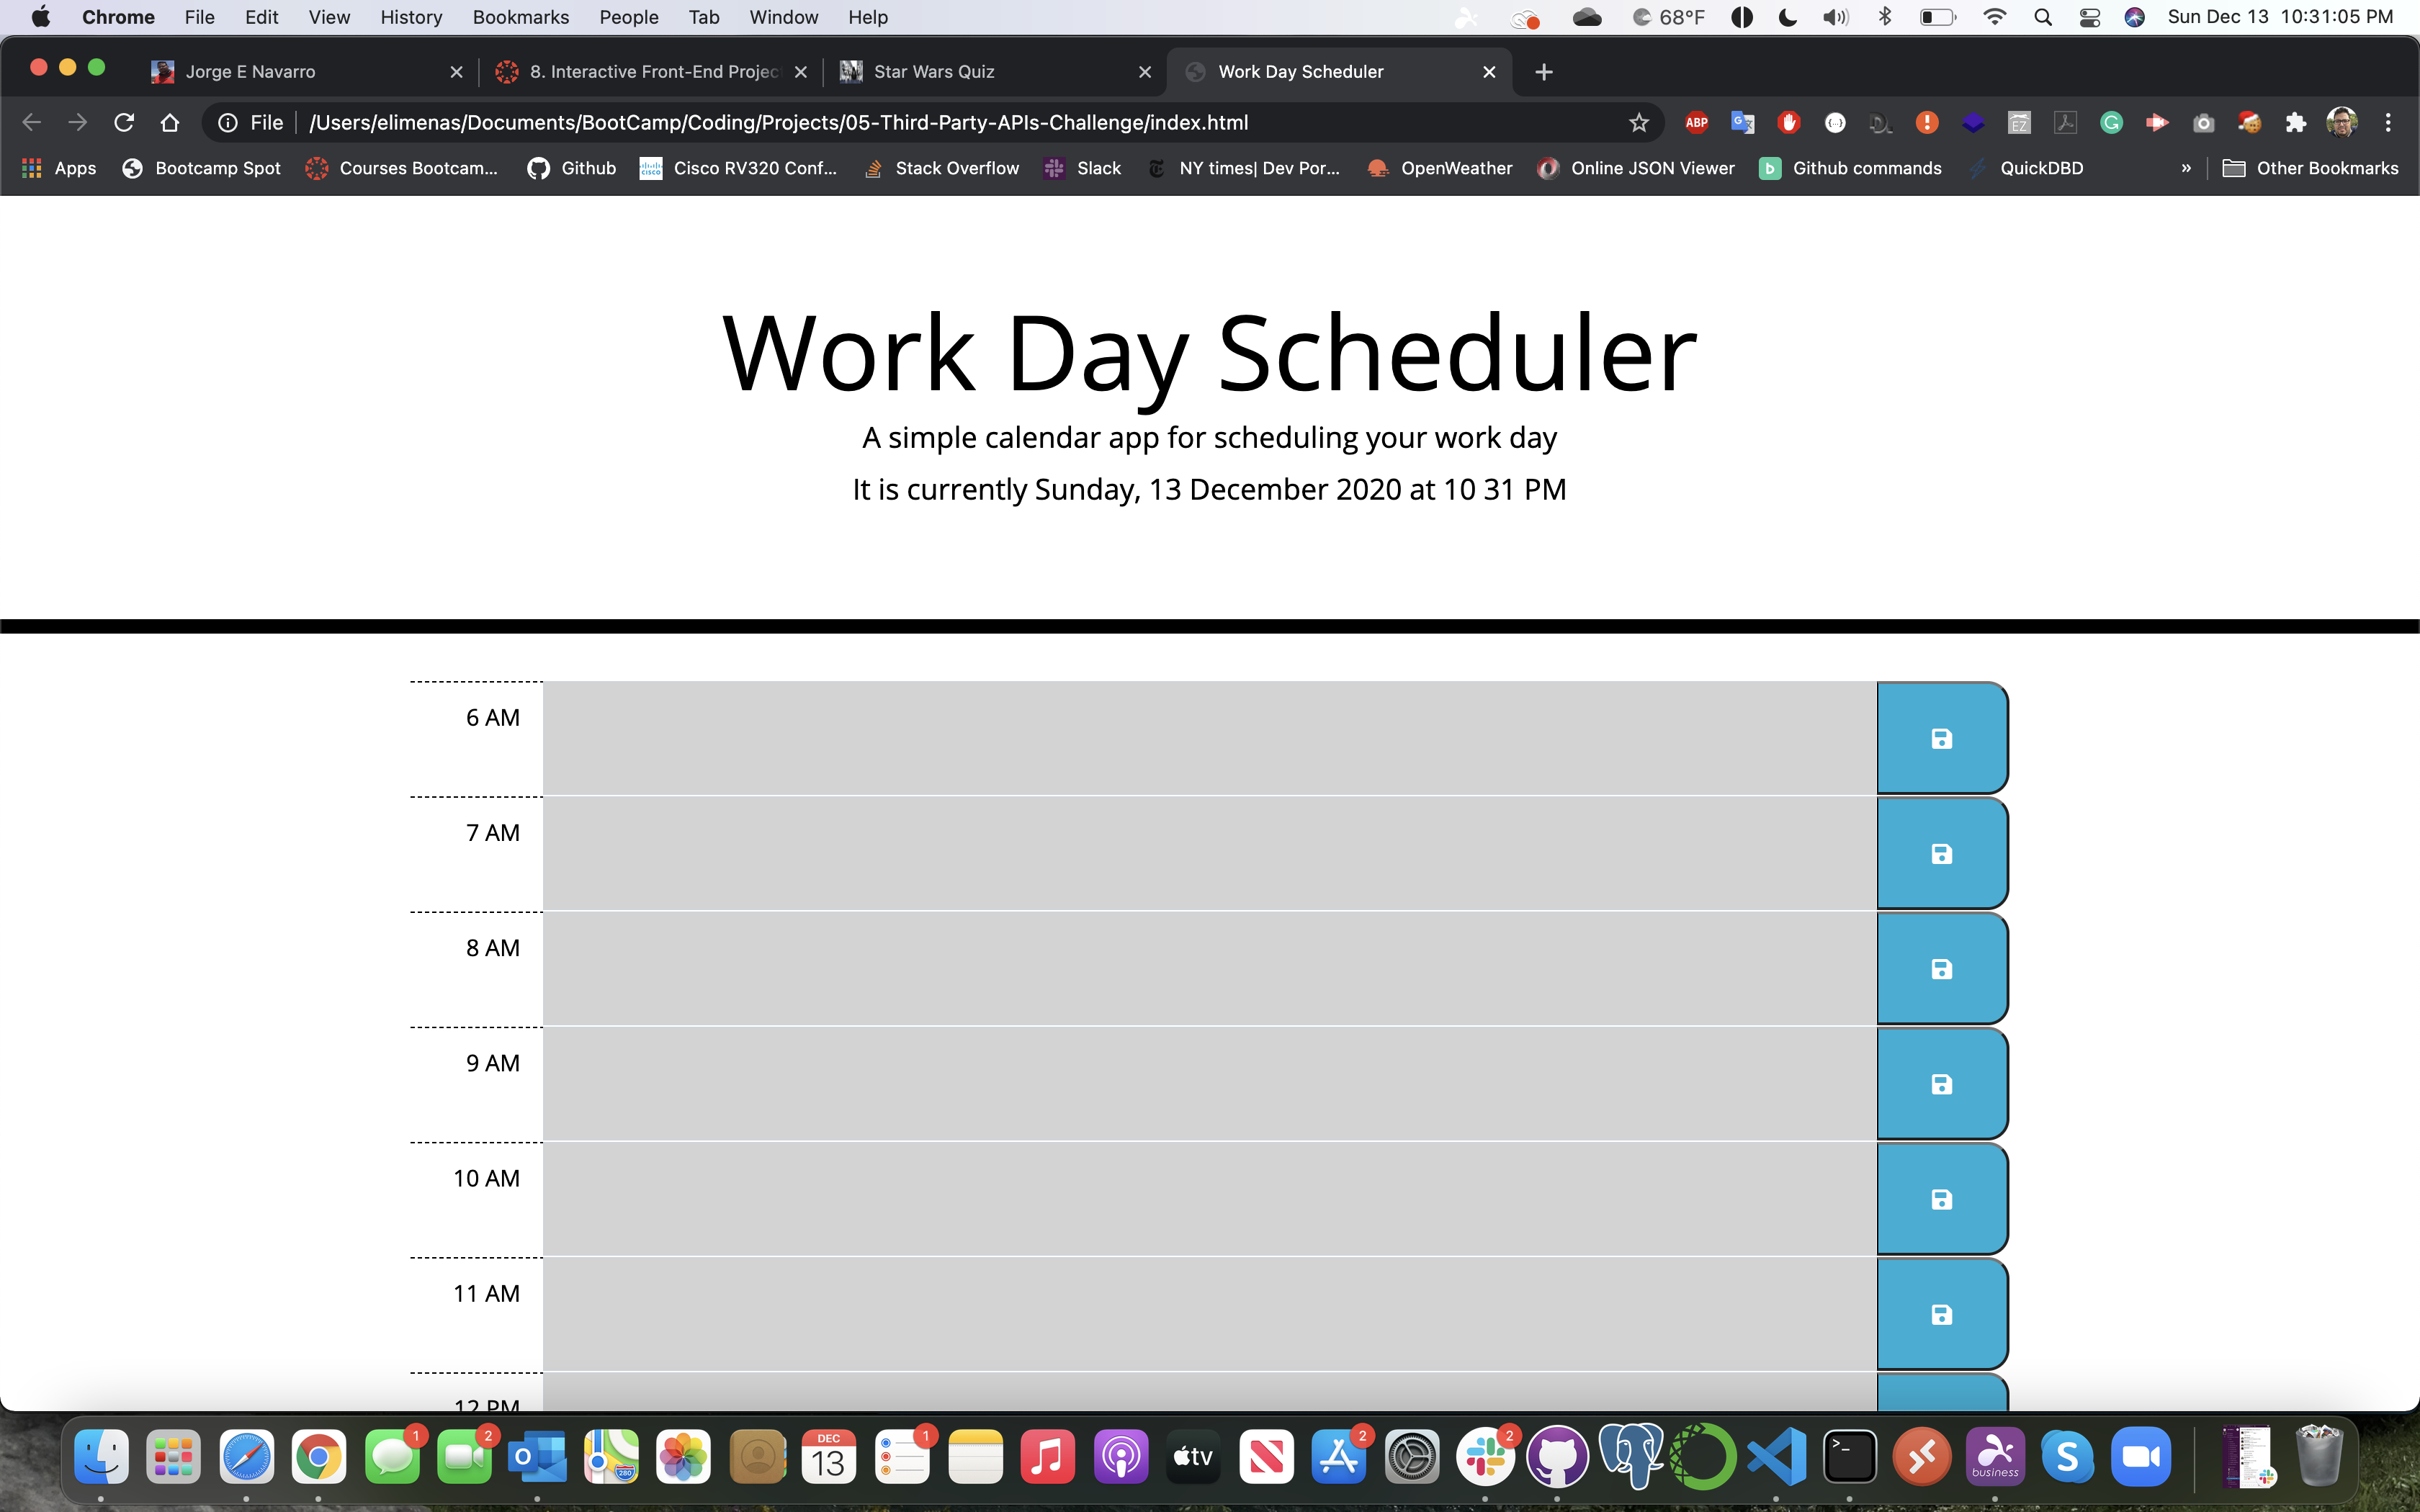 Chrome File Edit View History Bookmarks People Tab Window Help 68°F Sun Dec 13 10:31:05 PM
Jorge E Navarro 8. Interactive Front-End Projec Star Wars Quiz Work Day Scheduler
File /Users/elimenas/Documents/BootCamp/Coding/Projects/05-Third-Party-APIs-Challenge/index.html ABP EZ
Apps Bootcamp Spot Courses Bootcam... Github Cisco RV320 Conf... Stack Overflow Slack NY times| Dev Por... OpenWeather Online JSON Viewer b Github commands QuickDBD » Other Bookmarks
Work Day Scheduler
A simple calendar app for scheduling your work day
It is currently Sunday, 13 December 2020 at 10 31 PM
6 AM
7 AM
8 AM
9 AM
10 AM
11 AM
12 PM
1 2 DEC 13 1 tv 2 2 business